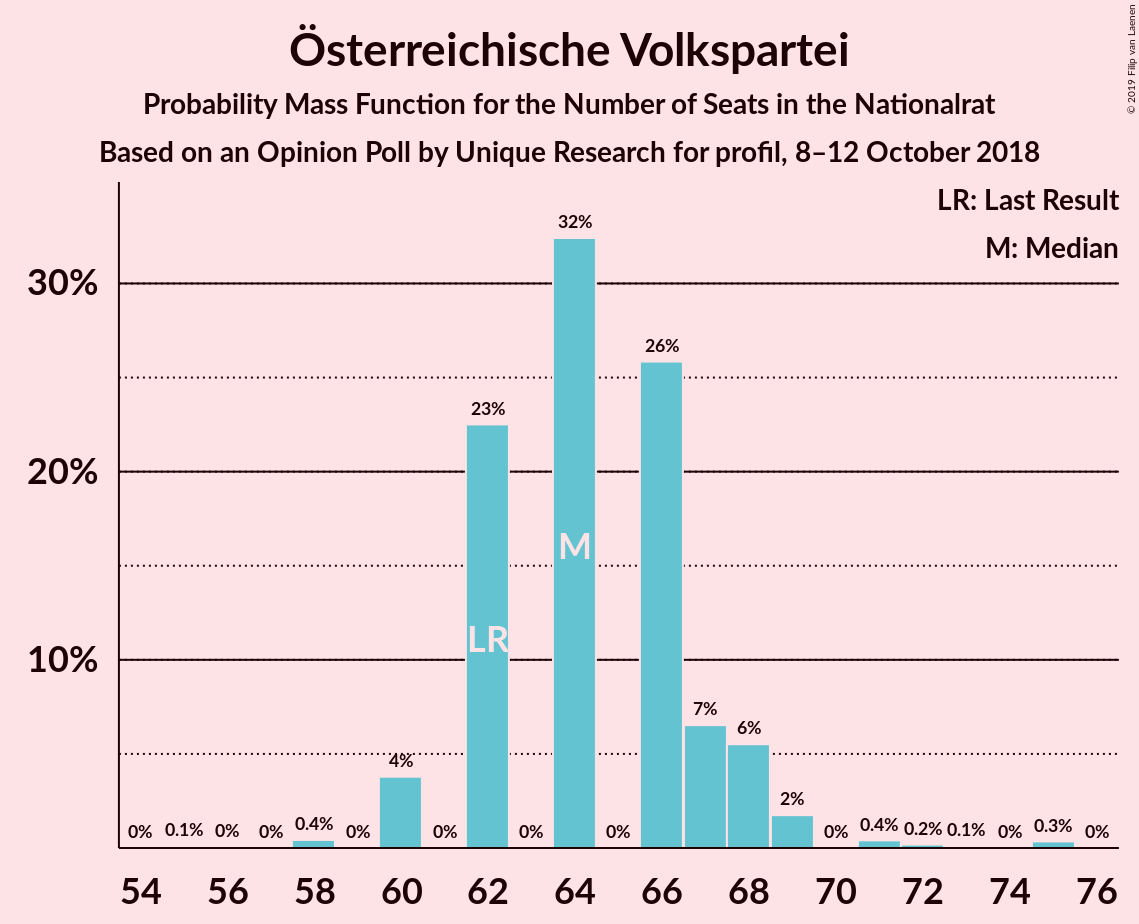 Österreichische Volkspartei
Probability Mass Function for the Number of Seats in the Nationalrat
Based on an Opinion Poll by Unique Research for profil, 8–12 October 2018
© 2019 Filip van Laenen
LR: Last Result
M: Median
30%
20%
10%
0% 0.1% 0% 0% 0.4% 0% 4% 0% 23% 0% 32% 0% 26% 7% 6% 2% 0% 0.4% 0.2% 0.1% 0% 0.3% 0%
LR
M
54 56 58 60 62 64 66 68 70 72 74 76